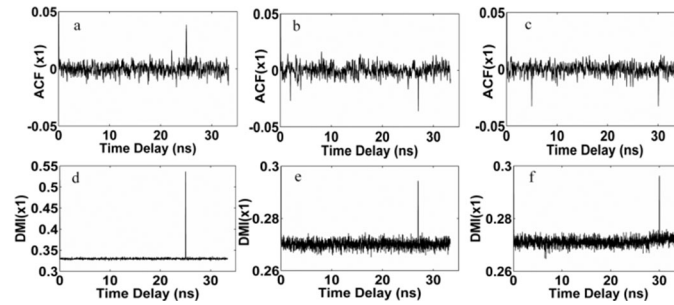 a
0.05
0
-0.05
ACF (x1)
0 10 20 30
Time Delay (ns)
b
0.05
0
-0.05
ACF(x1)
0 10 20 30
Time Delay (ns)
c
0.05
0
-0.05
ACF(x1)
0 10 20 30
Time Delay (ns)
d
0.55
0.5
0.45
0.4
0.35
0.3
DMI(x1)
0 10 20 30
Time Delay (ns)
e
0.3
0.28
0.26
DMI(x1)
0 10 20 30
Time Delay (ns)
f
0.3
0.28
0.26
DMI(x1)
0 10 20 30
Time Delay (ns)